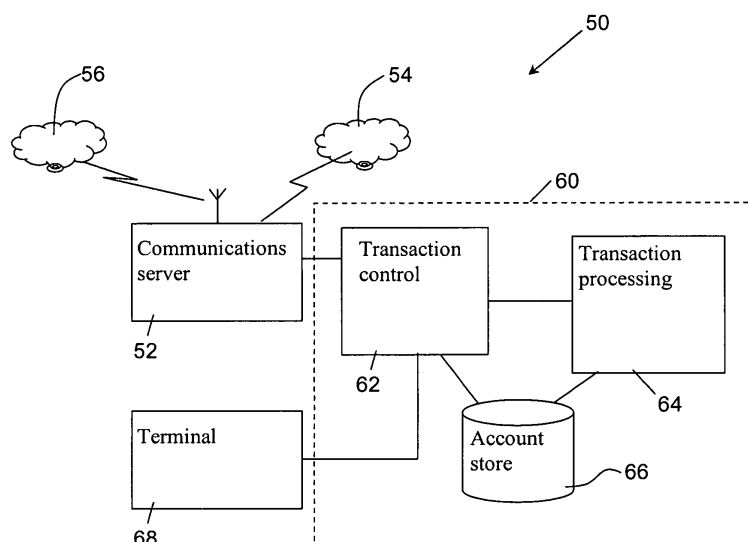 50
56
54
60
Communications
server
52
Transaction
control
62
Transaction
processing
64
Terminal
68
Account
store
66